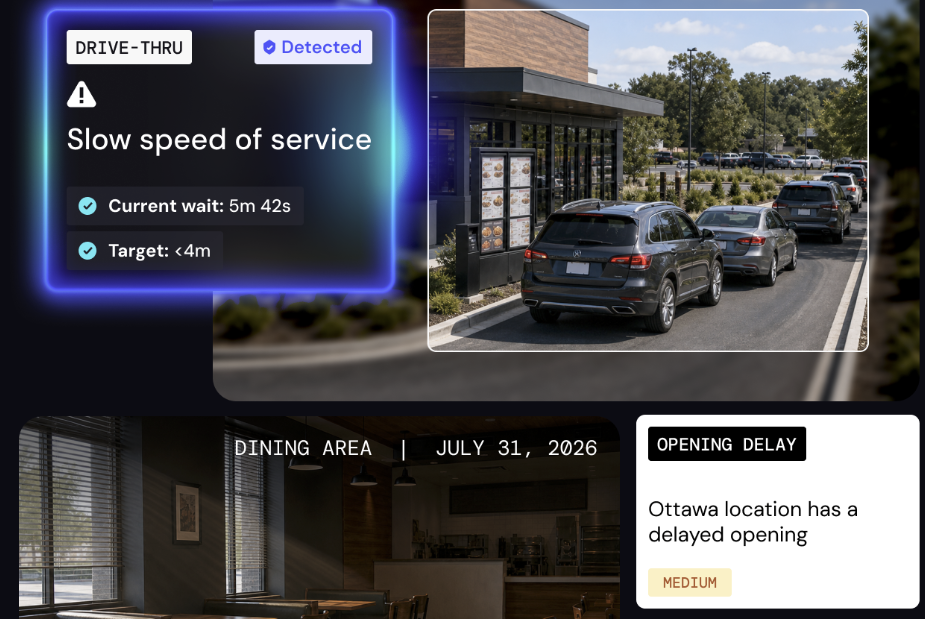 DRIVE-THRU
Detected
Slow speed of service
Current wait: 5m 42s
Target: <4m
DINING AREA | JULY 31, 2026
OPENING DELAY
Ottawa location has a
delayed opening
MEDIUM